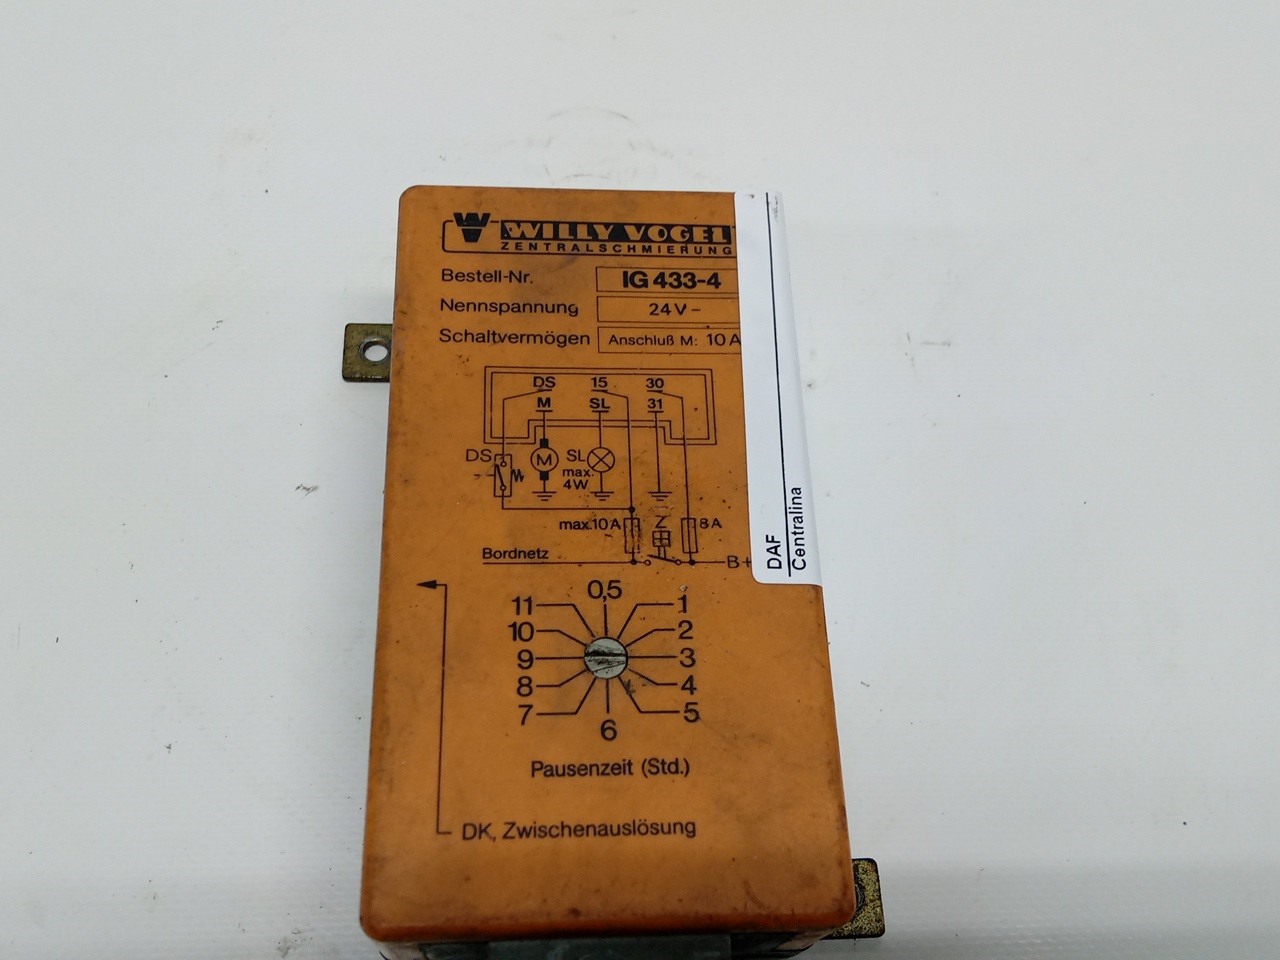 WILLY VOGEL
ZENTRALSCHMIERUNG
Bestell-Nr. IG 433-4
Nennspannung 24V-
Schaltvermögen Anschluß M: 10A
DS 15 30
M SL 31
DS M SL
max.
4W
max.10A Z 8A
Bordnetz B+
0,5
11 1
10 2
9 3
8 4
7 5
6
Pausenzeit (Std.)
DK, Zwischenauslösung
DAF
Centralina